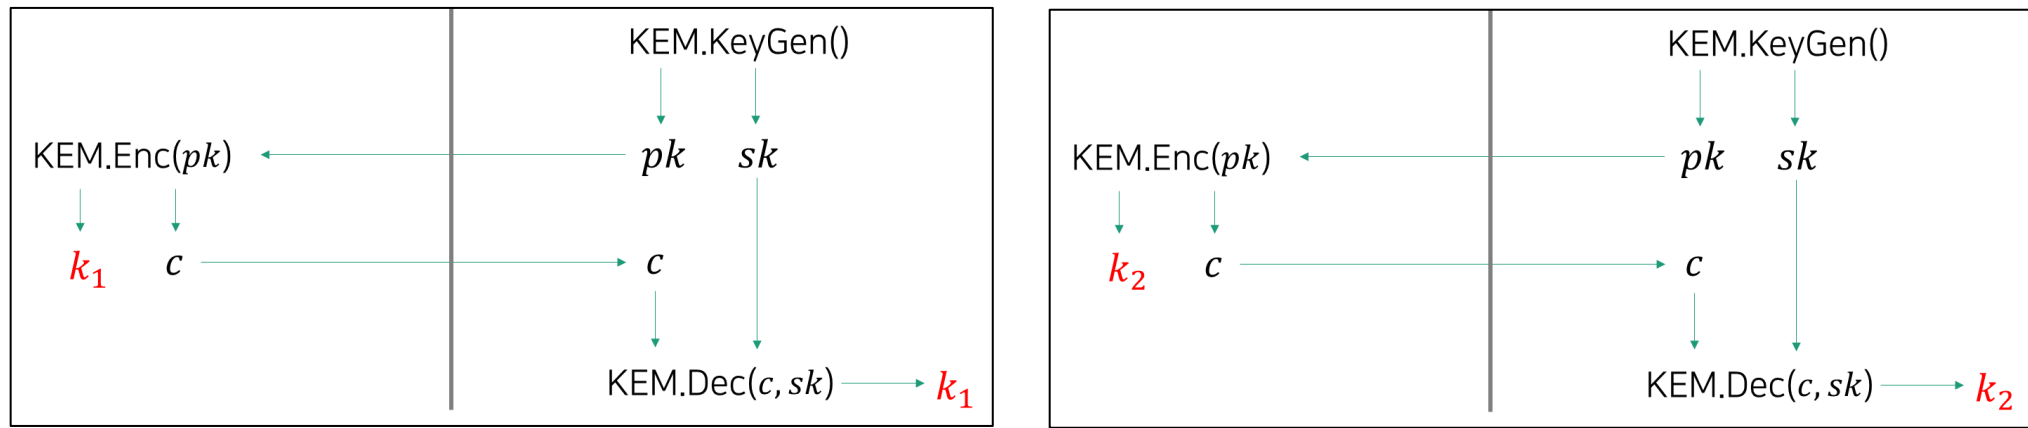 KEM.KeyGen()
KEM.Enc(pk)
pk sk
k₁ c
c
KEM.Dec(c, sk)
k₁
KEM.KeyGen()
KEM.Enc(pk)
pk sk
k₂ c
c
KEM.Dec(c, sk)
k₂